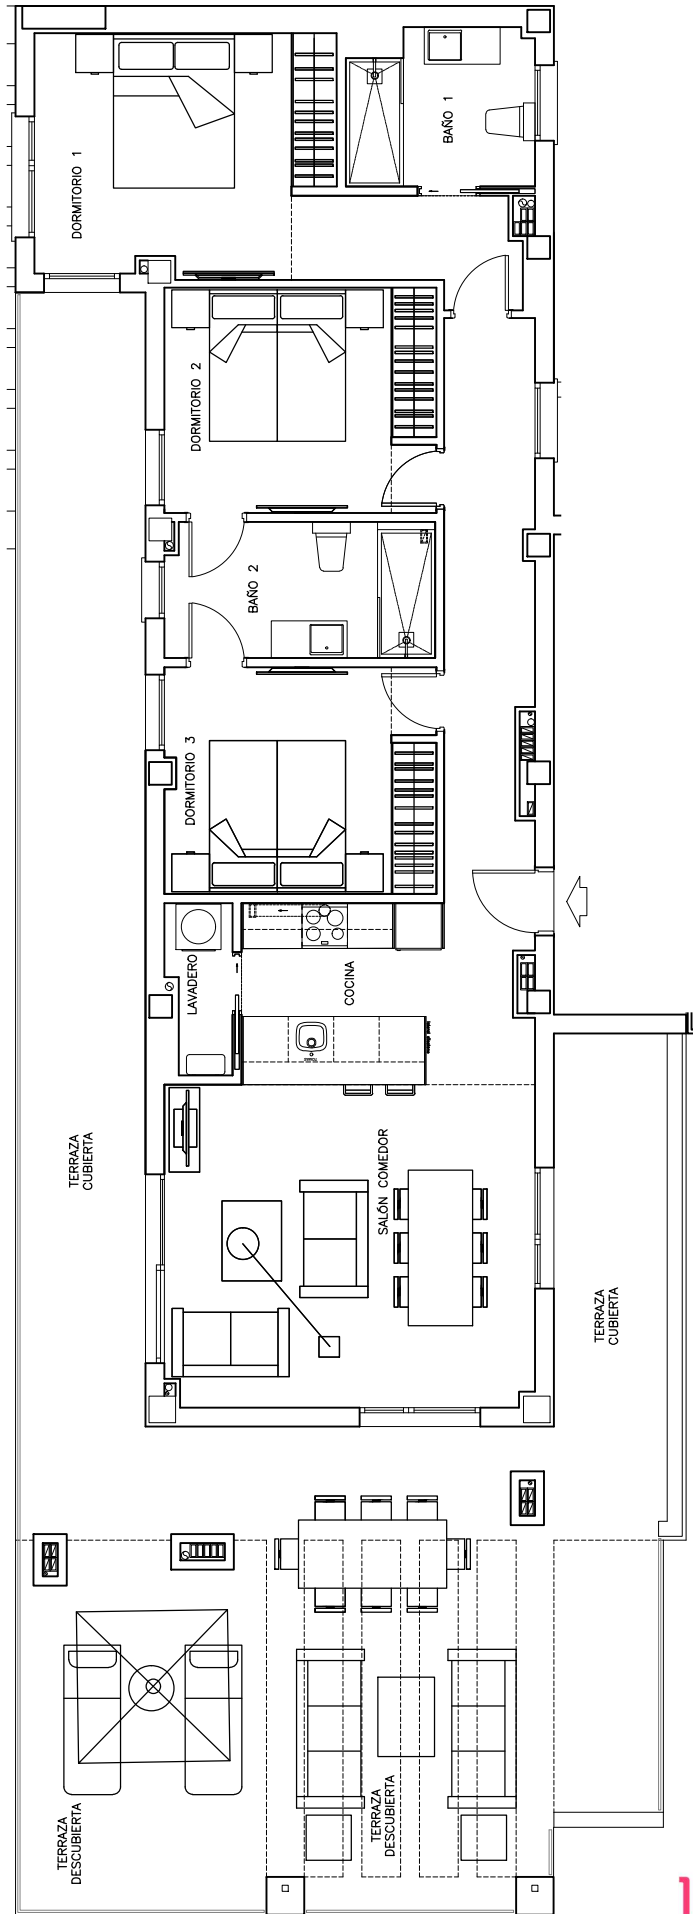 BAÑO 1
DORMITORIO 1
DORMITORIO 2
BAÑO 2
DORMITORIO 3
LAVADERO
COCINA
SALÓN COMEDOR
TERRAZA
CUBIERTA
TERRAZA
CUBIERTA
TERRAZA
DESCUBIERTA
TERRAZA
DESCUBIERTA
1